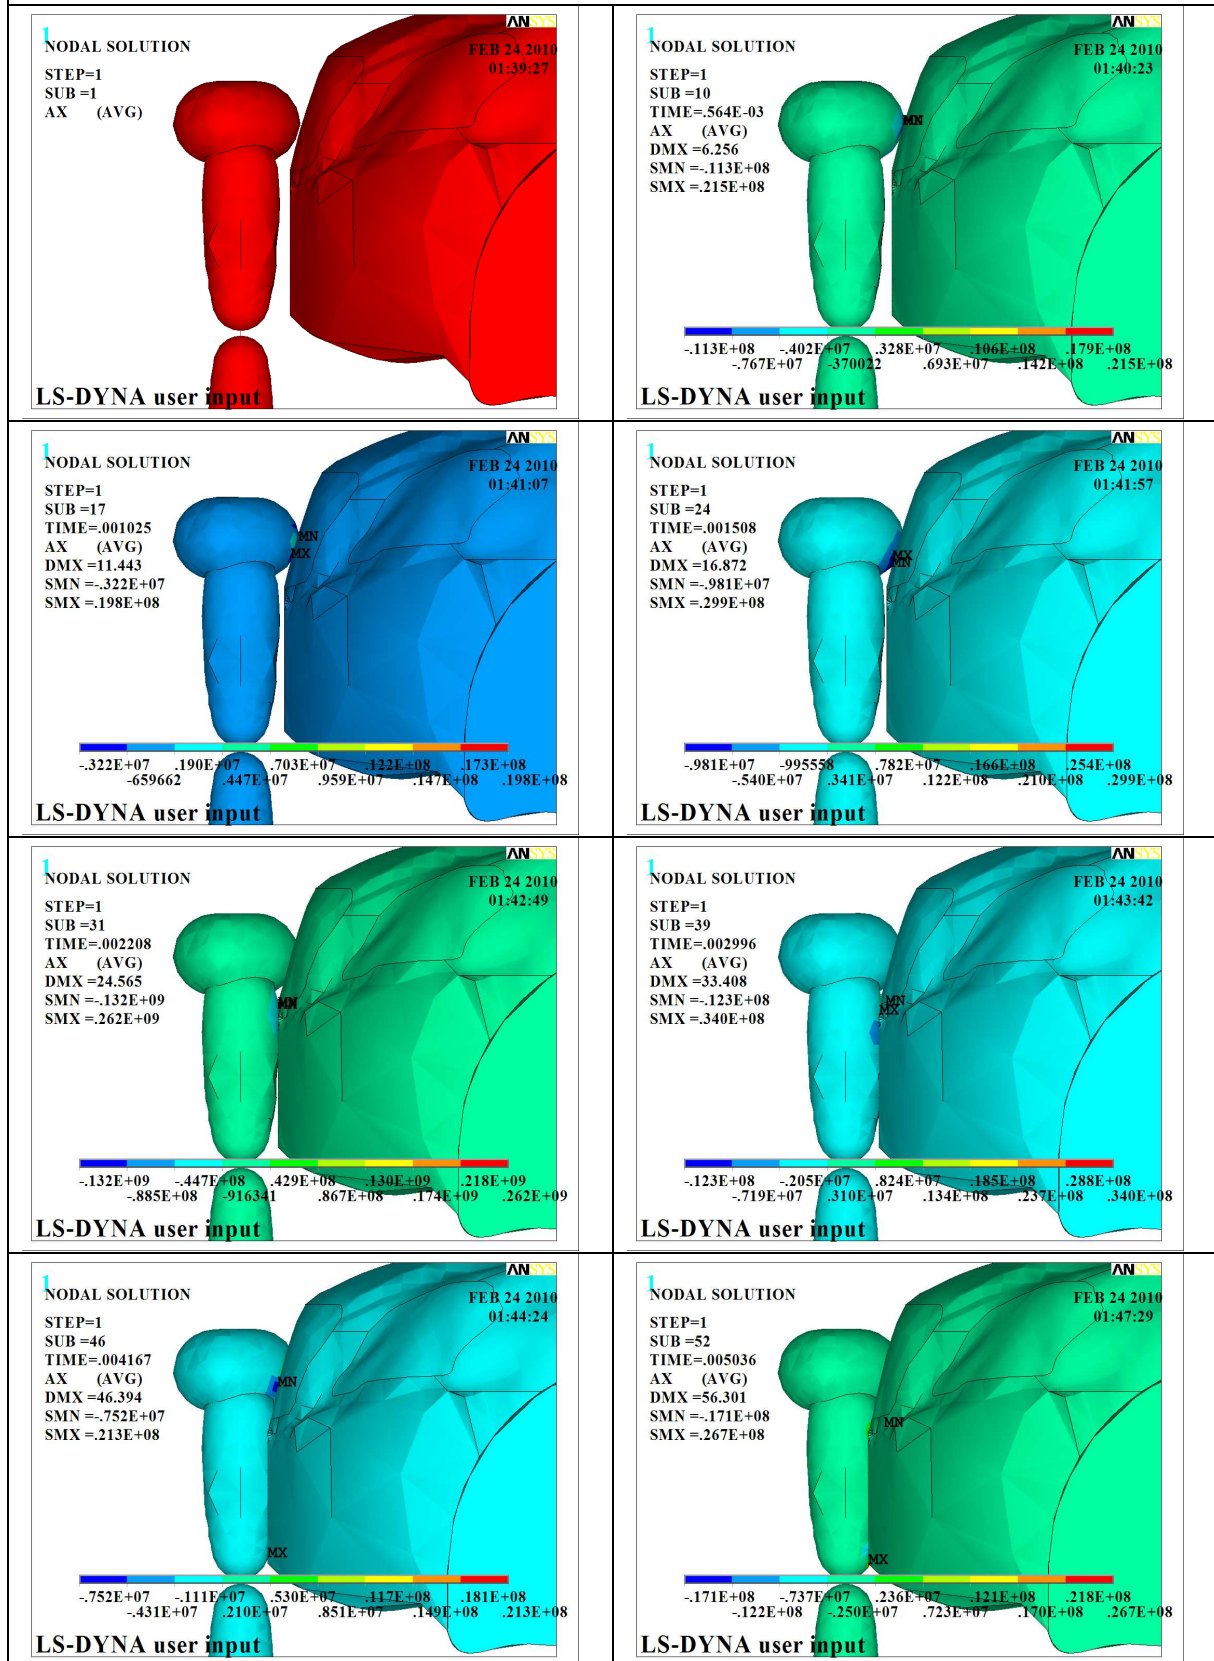 1
ANSYS
NODAL SOLUTION
FEB 24 2010
01:39:27
STEP=1
SUB =1
AX (AVG)
LS-DYNA user input
1
ANSYS
NODAL SOLUTION
FEB 24 2010
01:40:23
STEP=1
SUB =10
TIME=.564E-03
AX (AVG)
DMX =6.256
SMN =-.113E+08
SMX =.215E+08
MN
-.113E+08 -.402E+07 .328E+07 .106E+08 .179E+08
-.767E+07 -370022 .693E+07 .142E+08 .215E+08
LS-DYNA user input
1
ANSYS
NODAL SOLUTION
FEB 24 2010
01:41:07
STEP=1
SUB =17
TIME=.001025
AX (AVG)
DMX =11.443
SMN =-.322E+07
SMX =.198E+08
MN
MX
-.322E+07 .190E+07 .703E+07 .122E+08 .173E+08
-659662 .447E+07 .959E+07 .147E+08 .198E+08
LS-DYNA user input
1
ANSYS
NODAL SOLUTION
FEB 24 2010
01:41:57
STEP=1
SUB =24
TIME=.001508
AX (AVG)
DMX =16.872
SMN =-.981E+07
SMX =.299E+08
MX
MN
-.981E+07 -995558 .782E+07 .166E+08 .254E+08
-.540E+07 .341E+07 .122E+08 .210E+08 .299E+08
LS-DYNA user input
1
ANSYS
NODAL SOLUTION
FEB 24 2010
01:42:49
STEP=1
SUB =31
TIME=.002208
AX (AVG)
DMX =24.565
SMN =-.132E+09
SMX =.262E+09
MN
-.132E+09 -.447E+08 .429E+08 .130E+09 .218E+09
-.885E+08 -916341 .867E+08 .174E+09 .262E+09
LS-DYNA user input
1
ANSYS
NODAL SOLUTION
FEB 24 2010
01:43:42
STEP=1
SUB =39
TIME=.002996
AX (AVG)
DMX =33.408
SMN =-.123E+08
SMX =.340E+08
MN
MX
-.123E+08 -.205E+07 .824E+07 .185E+08 .288E+08
-.719E+07 .310E+07 .134E+08 .237E+08 .340E+08
LS-DYNA user input
1
ANSYS
NODAL SOLUTION
FEB 24 2010
01:44:24
STEP=1
SUB =46
TIME=.004167
AX (AVG)
DMX =46.394
SMN =-.752E+07
SMX =.213E+08
MN
MX
-.752E+07 -.111E+07 .530E+07 .117E+08 .181E+08
-.431E+07 .210E+07 .851E+07 .149E+08 .213E+08
LS-DYNA user input
1
ANSYS
NODAL SOLUTION
FEB 24 2010
01:47:29
STEP=1
SUB =52
TIME=.005036
AX (AVG)
DMX =56.301
SMN =-.171E+08
SMX =.267E+08
MN
MX
-.171E+08 -.737E+07 .236E+07 .121E+08 .218E+08
-.122E+08 -.250E+07 .723E+07 .170E+08 .267E+08
LS-DYNA user input